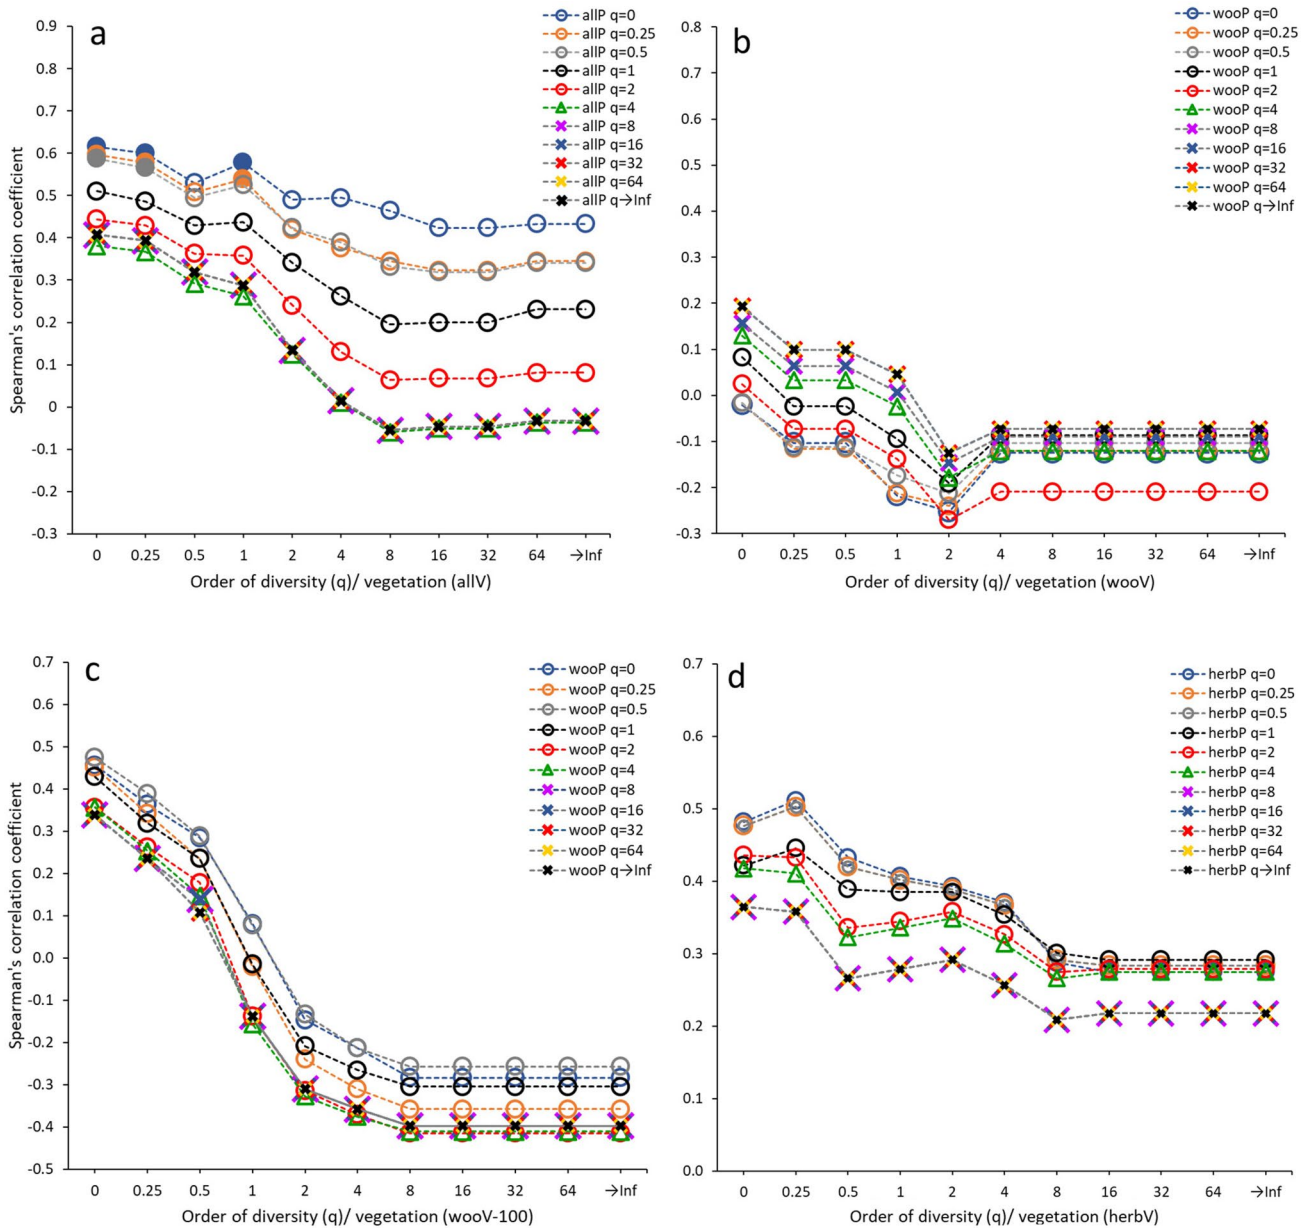 a
Spearman's correlation coefficient
0.9
0.8
0.7
0.6
0.5
0.4
0.3
0.2
0.1
0
-0.1
-0.2
-0.3
0 0.25 0.5 1 2 4 8 16 32 64 →Inf
Order of diversity (q)/ vegetation (allV)
allP q=0
allP q=0.25
allP q=0.5
allP q=1
allP q=2
allP q=4
allP q=8
allP q=16
allP q=32
allP q=64
allP q→Inf
b
0.8
0.7
0.6
0.5
0.4
0.3
0.2
0.1
0.0
-0.1
-0.2
-0.3
0 0.25 0.5 1 2 4 8 16 32 64 →Inf
Order of diversity (q)/ vegetation (wooV)
wooP q=0
wooP q=0.25
wooP q=0.5
wooP q=1
wooP q=2
wooP q=4
wooP q=8
wooP q=16
wooP q=32
wooP q=64
wooP q→Inf
c
Spearman's correlation coefficient
0.7
0.6
0.5
0.4
0.3
0.2
0.1
0.0
-0.1
-0.2
-0.3
-0.4
-0.5
0 0.25 0.5 1 2 4 8 16 32 64 →Inf
Order of diversity (q)/ vegetation (wooV-100)
wooP q=0
wooP q=0.25
wooP q=0.5
wooP q=1
wooP q=2
wooP q=4
wooP q=8
wooP q=16
wooP q=32
wooP q=64
wooP q→Inf
d
0.7
0.6
0.5
0.4
0.3
0.2
0.1
0.0
0 0.25 0.5 1 2 4 8 16 32 64 →Inf
Order of diversity (q)/ vegetation (herbV)
herbP q=0
herbP q=0.25
herbP q=0.5
herbP q=1
herbP q=2
herbP q=4
herbP q=8
herbP q=16
herbP q=32
herbP q=64
herbP q→Inf